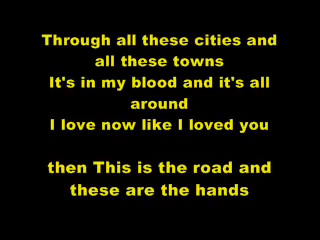 Through all these cities and
all these towns
It's in my blood and it's all
around
I love now like I loved you
then This is the road and
these are the hands